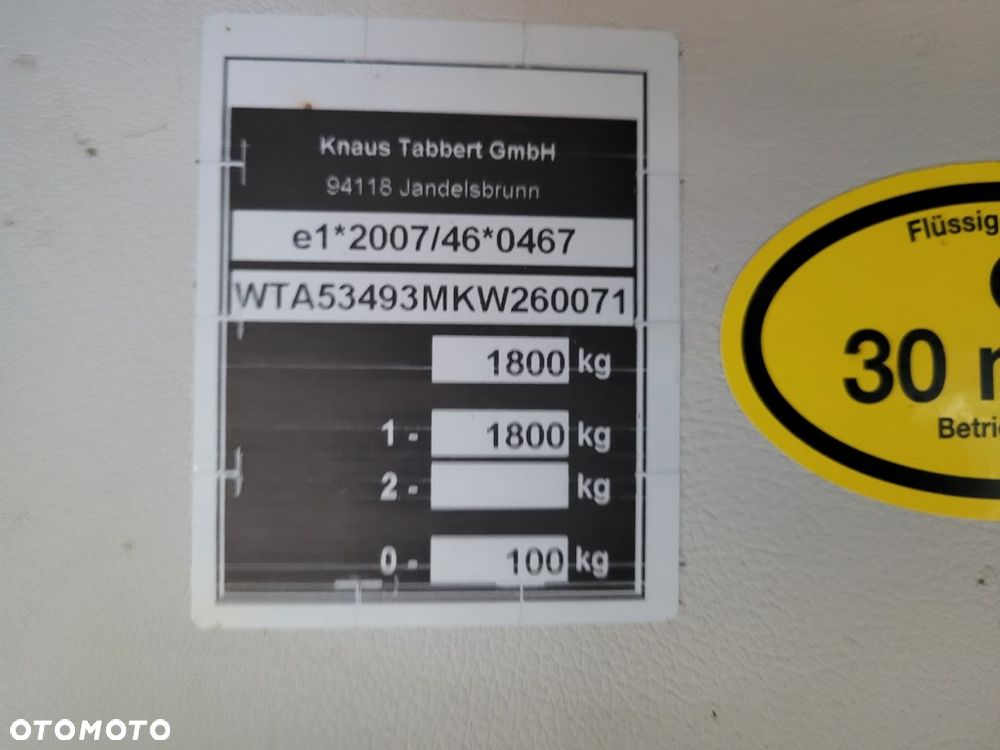 Knaus Tabbert GmbH
94118 Jandelsbrunn
e1*2007/46*0467
WTA53493MKW260071
1800 kg
1 - 1800 kg
2 - kg
0 - 100 kg
Flüssig
30
Betri
OTOMOTO